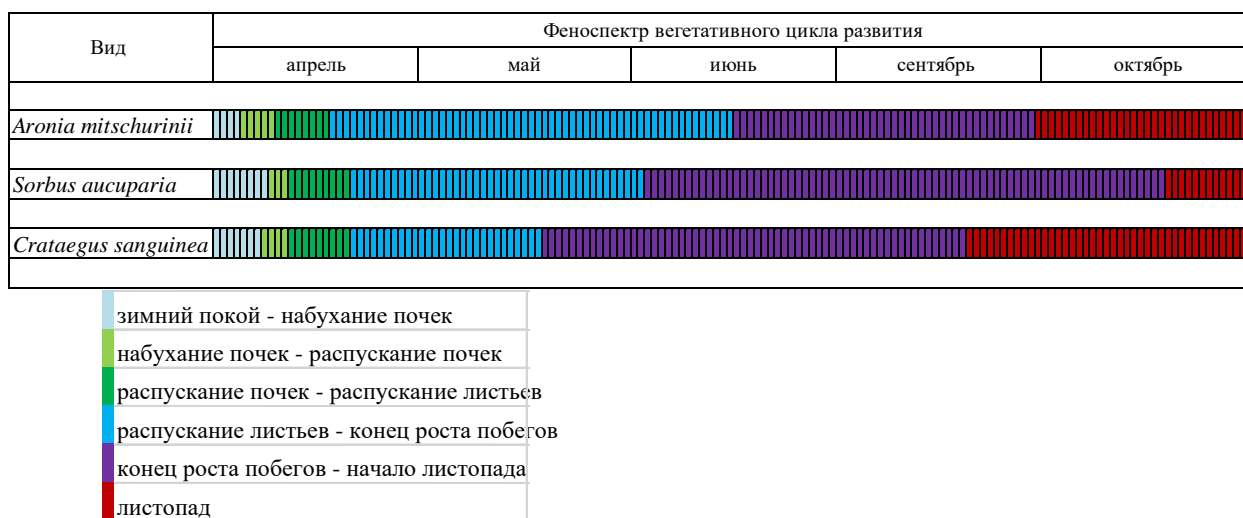 Вид
Феноспектр вегетативного цикла развития
апрель май июнь сентябрь октябрь
Aronia mitschurinii
Sorbus aucuparia
Crataegus sanguinea
зимний покой - набухание почек
набухание почек - распускание почек
распускание почек - распускание листьев
распускание листьев - конец роста побегов
конец роста побегов - начало листопада
листопад